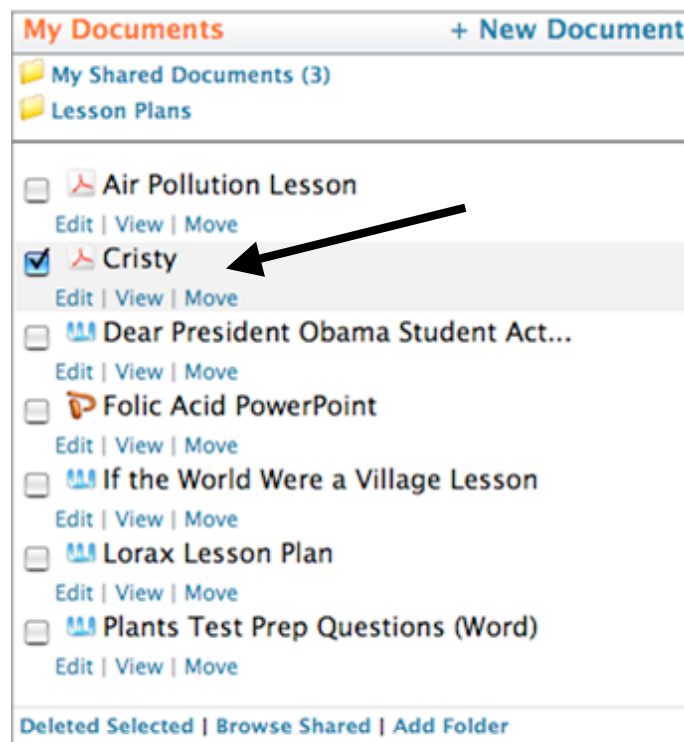 My Documents + New Document
My Shared Documents (3)
Lesson Plans
Air Pollution Lesson
Edit | View | Move
Cristy
Edit | View | Move
Dear President Obama Student Act...
Edit | View | Move
Folic Acid PowerPoint
Edit | View | Move
If the World Were a Village Lesson
Edit | View | Move
Lorax Lesson Plan
Edit | View | Move
Plants Test Prep Questions (Word)
Edit | View | Move
Deleted Selected | Browse Shared | Add Folder